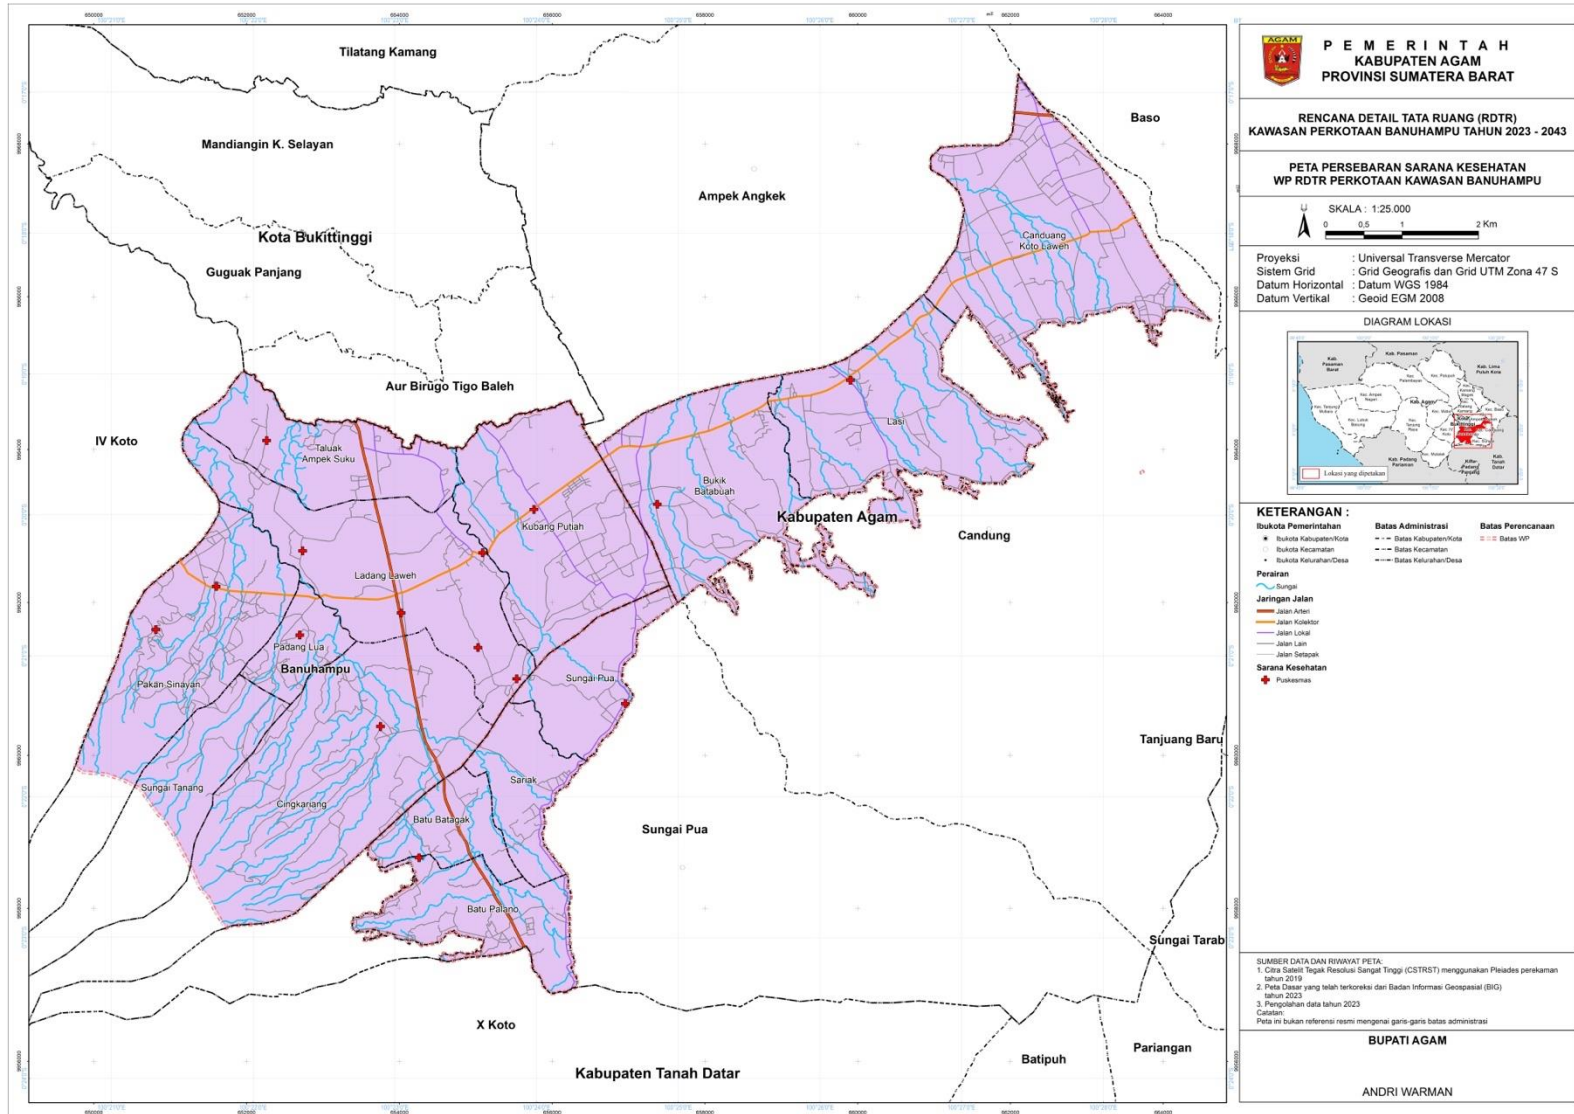 Tilatang Kamang
Baso
Mandiangin K. Selayan
Ampek Angkek
Kota Bukittinggi
Guguak Panjang
Canduang
Koto Laweh
Aur Birugo Tigo Baleh
IV Koto
Taluak
Ampek Suku
Lasi
Bukik
Batabuah
Kabupaten Agam
Kubang Putiah
Candung
Ladang Laweh
Padang Lua
Banuhampu
Pakan Sinayan
Sungai Pua
Tanjuang Baru
Sariak
Sungai Tanang
Cingkariang
Batu Batagak
Sungai Pua
Batu Palano
Sungai Tarab
X Koto
Batipuh
Pariangan
Kabupaten Tanah Datar
AGAM
PEMERINTAH
KABUPATEN AGAM
PROVINSI SUMATERA BARAT
RENCANA DETAIL TATA RUANG (RDTR)
KAWASAN PERKOTAAN BANUHAMPU TAHUN 2023 - 2043
PETA PERSEBARAN SARANA KESEHATAN
WP RDTR PERKOTAAN KAWASAN BANUHAMPU
U
SKALA : 1:25.000
0 0,5 1 2 Km
Proyeksi : Universal Transverse Mercator
Sistem Grid : Grid Geografis dan Grid UTM Zona 47 S
Datum Horizontal : Datum WGS 1984
Datum Vertikal : Geoid EGM 2008
DIAGRAM LOKASI
Lokasi yang dipetakan
KETERANGAN :
Ibukota Pemerintahan
Ibukota Kabupaten/Kota
Ibukota Kecamatan
Ibukota Kelurahan/Desa
Batas Administrasi
Batas Kabupaten/Kota
Batas Kecamatan
Batas Kelurahan/Desa
Batas Perencanaan
Batas WP
Perairan
Sungai
Jaringan Jalan
Jalan Arteri
Jalan Kolektor
Jalan Lokal
Jalan Lain
Jalan Setapak
Sarana Kesehatan
Puskesmas
SUMBER DATA DAN RIWAYAT PETA:
1. Citra Satelit Tegak Resolusi Sangat Tinggi (CSTRST) menggunakan Pleiades perekaman
tahun 2019
2. Peta Dasar yang telah terkoreksi dari Badan Informasi Geospasial (BIG)
tahun 2023
3. Pengolahan data tahun 2023
Catatan:
Peta ini bukan referensi resmi mengenai garis-garis batas administrasi
BUPATI AGAM
ANDRI WARMAN